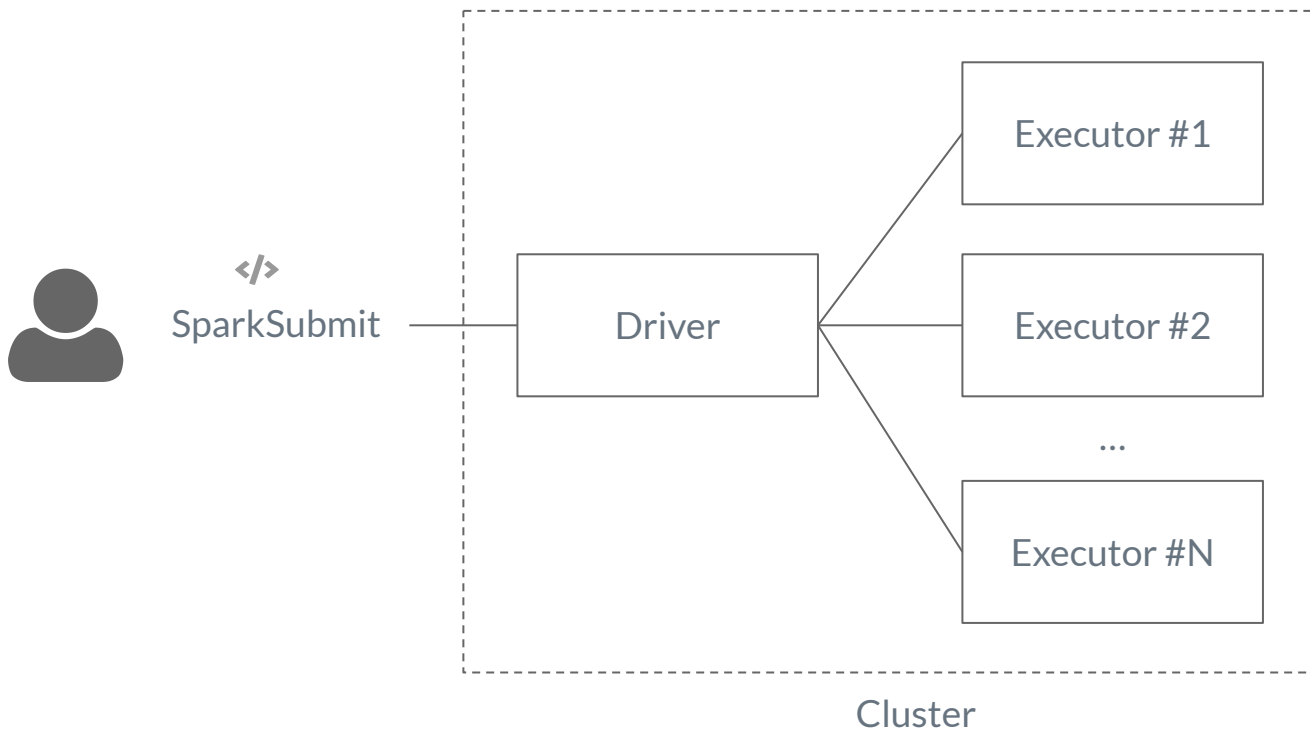 Executor #1
</>
SparkSubmit
Driver
Executor #2
...
Executor #N
Cluster